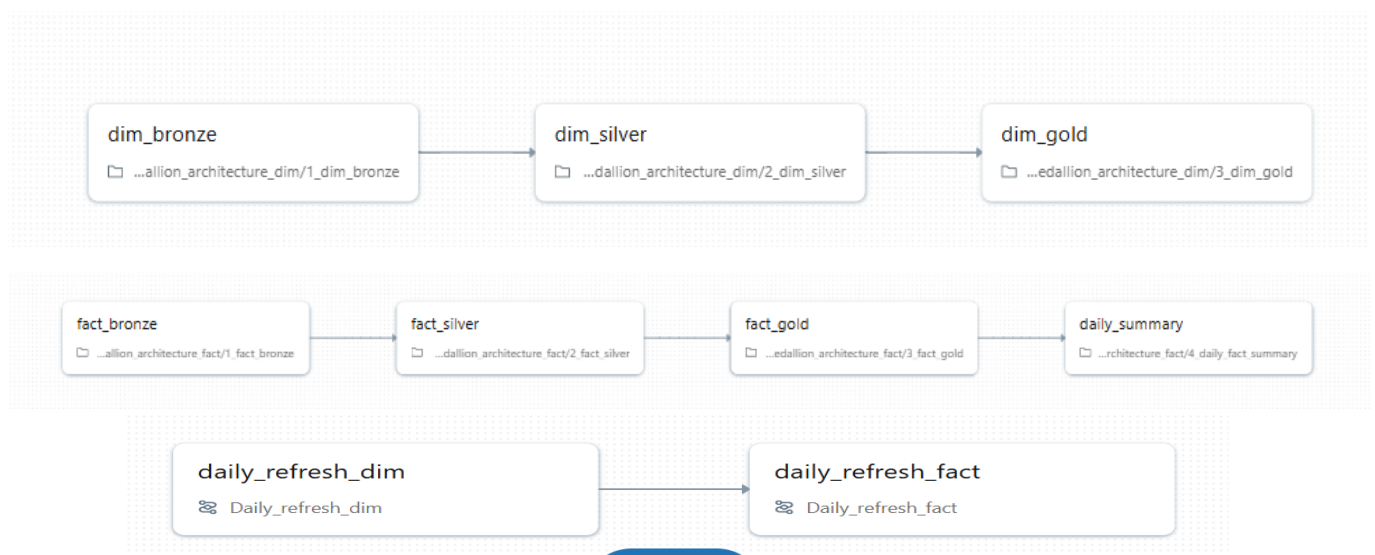 dim_bronze
...allion_architecture_dim/1_dim_bronze
dim_silver
...dallion_architecture_dim/2_dim_silver
dim_gold
...edallion_architecture_dim/3_dim_gold
fact_bronze
...allion_architecture_fact/1_fact_bronze
fact_silver
...dallion_architecture_fact/2_fact_silver
fact_gold
...edallion_architecture_fact/3_fact_gold
daily_summary
...rchitecture_fact/4_daily_fact_summary
daily_refresh_dim
Daily_refresh_dim
daily_refresh_fact
Daily_refresh_fact